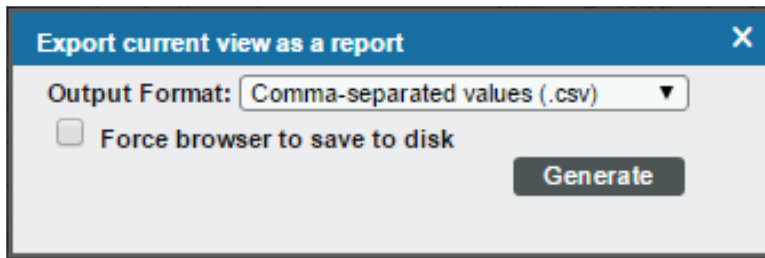 Export current view as a report
Output Format: Comma-separated values (.csv)
Force browser to save to disk
Generate